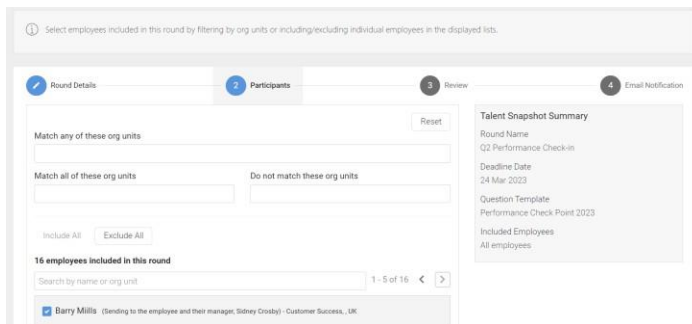 Select employees included in this round by filtering by org units or including/excluding individual employees in the displayed lists.
Round Details
2 Participants
3 Review
4 Email Notification
Reset
Match any of these org units
Match all of these org units
Do not match these org units
Include All
Exclude All
16 employees included in this round
Search by name or org unit
1 - 5 of 16
Barry Miills (Sending to the employee and their manager, Sidney Crosby) - Customer Success, , UK
Talent Snapshot Summary
Round Name
Q2 Performance Check-in
Deadline Date
24 Mar 2023
Question Template
Performance Check Point 2023
Included Employees
All employees